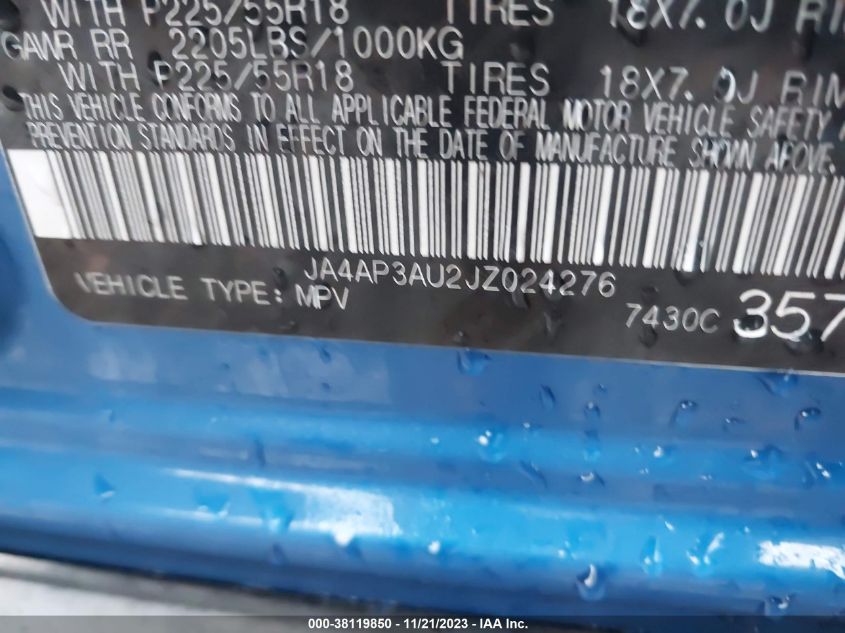 WITH P225/55R18 TIRES 18X7.0J RIM
GAWR RR 2205LBS/1000KG
WITH P225/55R18 TIRES 18X7.0J RIM
THIS VEHICLE CONFORMS TO ALL APPLICABLE FEDERAL MOTOR VEHICLE SAFETY
PREVENTION STANDARDS IN EFFECT ON THE DATE OF MANUFACTURE SHOWN ABOVE.
JA4AP3AU2JZ024276
VEHICLE TYPE: MPV
7430C 357
000-38119850 — 11/21/2023 — IAA Inc.